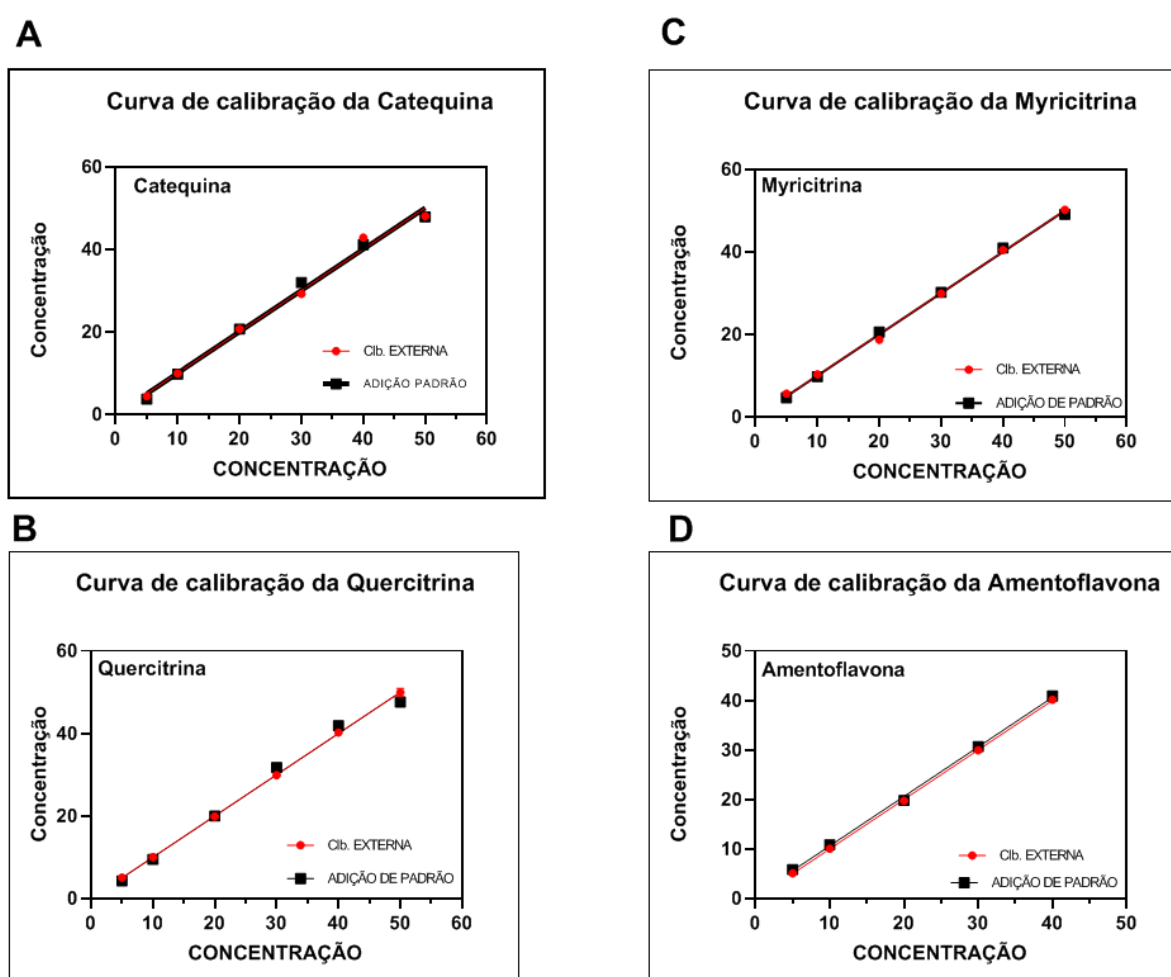 A
Curva de calibração da Catequina
Catequina
60
40
20
0
Concentração
Clb. EXTERNA
ADIÇÃO PADRÃO
0 10 20 30 40 50 60
CONCENTRAÇÃO
C
Curva de calibração da Myricitrina
Myricitrina
60
40
20
0
Concentração
Clb. EXTERNA
ADIÇÃO DE PADRÃO
0 10 20 30 40 50 60
CONCENTRAÇÃO
B
Curva de calibração da Quercitrina
Quercitrina
60
40
20
0
Concentração
Clb. EXTERNA
ADIÇÃO DE PADRÃO
0 10 20 30 40 50 60
CONCENTRAÇÃO
D
Curva de calibração da Amentoflavona
Amentoflavona
50
40
30
20
10
0
Concentração
Clb. EXTERNA
ADIÇÃO DE PADRÃO
0 10 20 30 40 50
CONCENTRAÇÃO